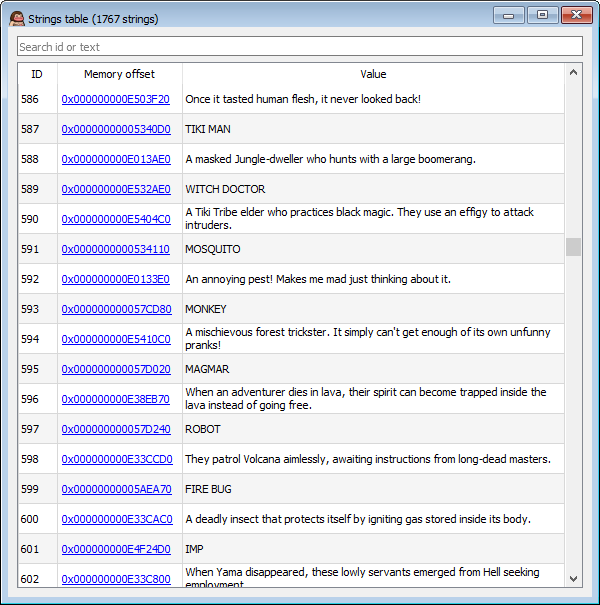 Strings table (1767 strings)
Search id or text
ID Memory offset Value
586 0x000000000E503F20 Once it tasted human flesh, it never looked back!
587 0x00000000005340D0 TIKI MAN
588 0x000000000E013AE0 A masked Jungle-dweller who hunts with a large boomerang.
589 0x000000000E532AE0 WITCH DOCTOR
590 0x000000000E5404C0 A Tiki Tribe elder who practices black magic. They use an effigy to attack
intruders.
591 0x0000000000534110 MOSQUITO
592 0x000000000E0133E0 An annoying pest! Makes me mad just thinking about it.
593 0x000000000057CD80 MONKEY
594 0x000000000E5410C0 A mischievous forest trickster. It simply can't get enough of its own unfunny
pranks!
595 0x000000000057D020 MAGMAR
596 0x000000000E38EB70 When an adventurer dies in lava, their spirit can become trapped inside the
lava instead of going free.
597 0x000000000057D240 ROBOT
598 0x000000000E33CCD0 They patrol Volcana aimlessly, awaiting instructions from long-dead masters.
599 0x00000000005AEA70 FIRE BUG
600 0x000000000E33CAC0 A deadly insect that protects itself by igniting gas stored inside its body.
601 0x000000000E4F24D0 IMP
602 0x000000000E33C800 When Yama disappeared, these lowly servants emerged from Hell seeking
employment